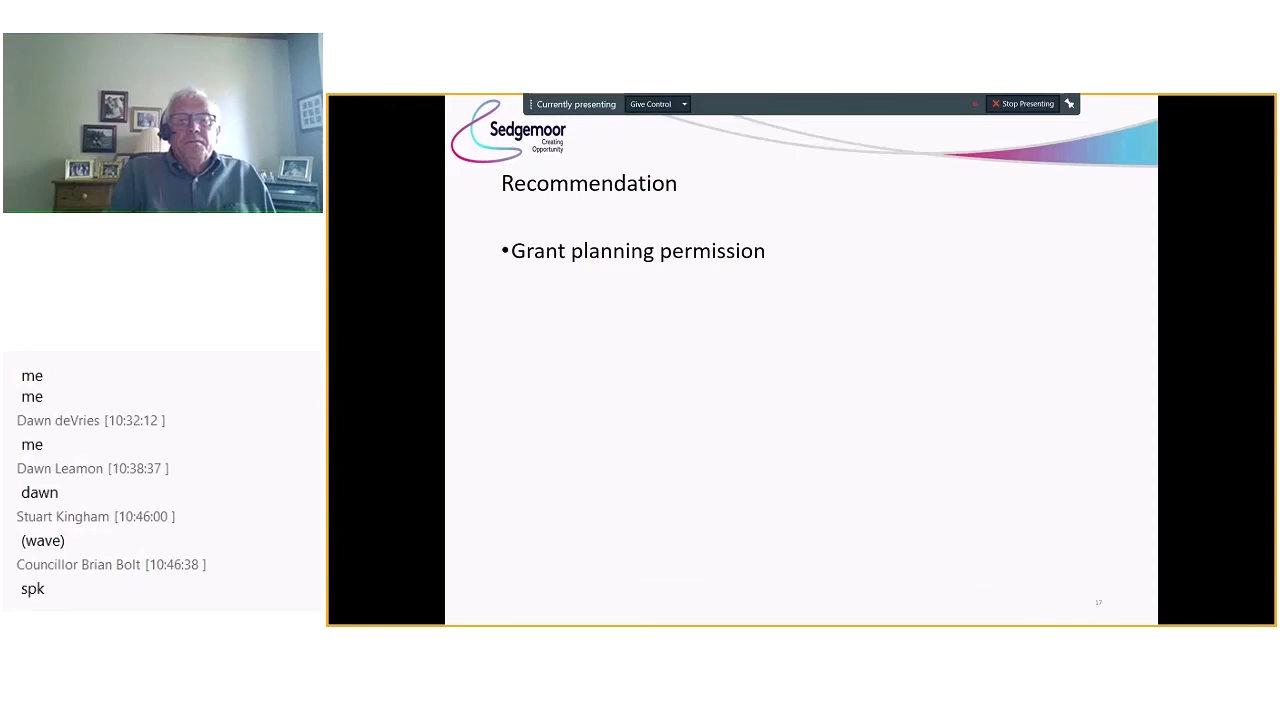 Currently presenting
Give Control
Stop Presenting
Sedgemoor
Creating
Opportunity
Recommendation
•Grant planning permission
17
me
me
Dawn deVries [10:32:12 ]
me
Dawn Leamon [10:38:37 ]
dawn
Stuart Kingham [10:46:00 ]
(wave)
Councillor Brian Bolt [10:46:38 ]
spk